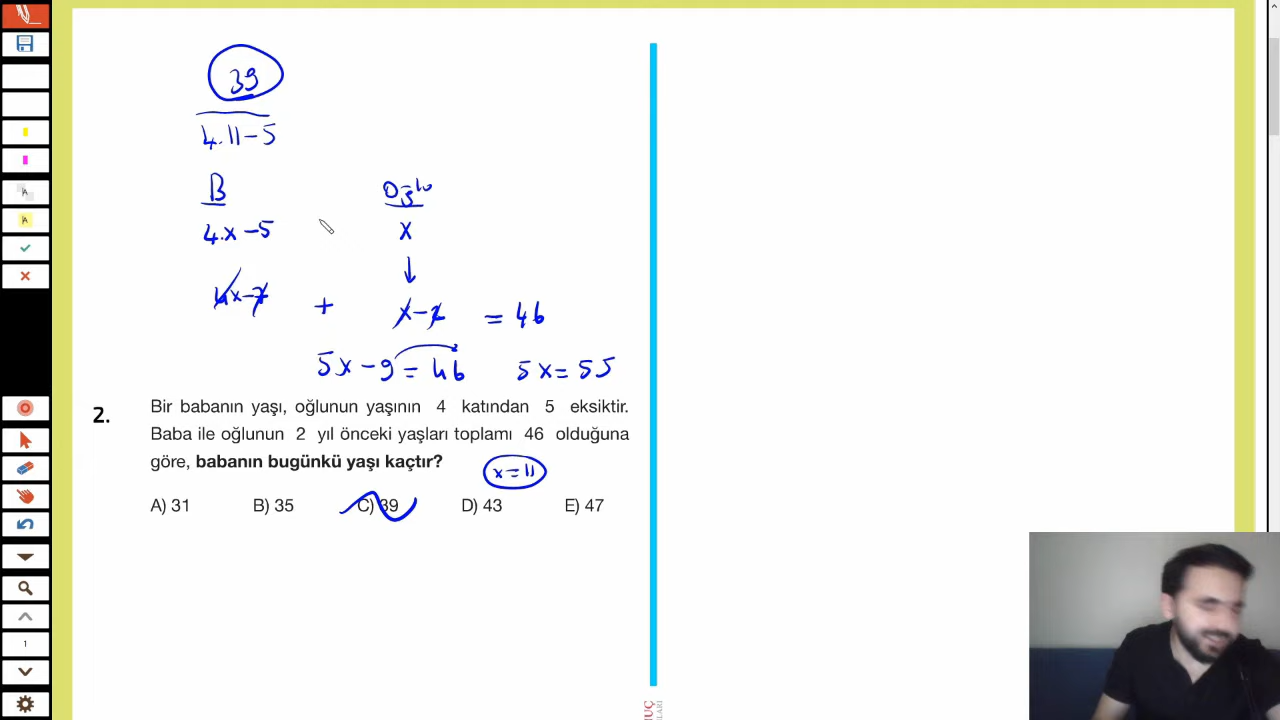 39
4.11-5
B Oğlu
4.x-5 x
4x-7 + x-2 = 46
5x-9=46 5x=55
2. Bir babanın yaşı, oğlunun yaşının 4 katından 5 eksiktir.
Baba ile oğlunun 2 yıl önceki yaşları toplamı 46 olduğuna
göre, babanın bugünkü yaşı kaçtır?
x=11
A) 31 B) 35 C) 39 D) 43 E) 47
1